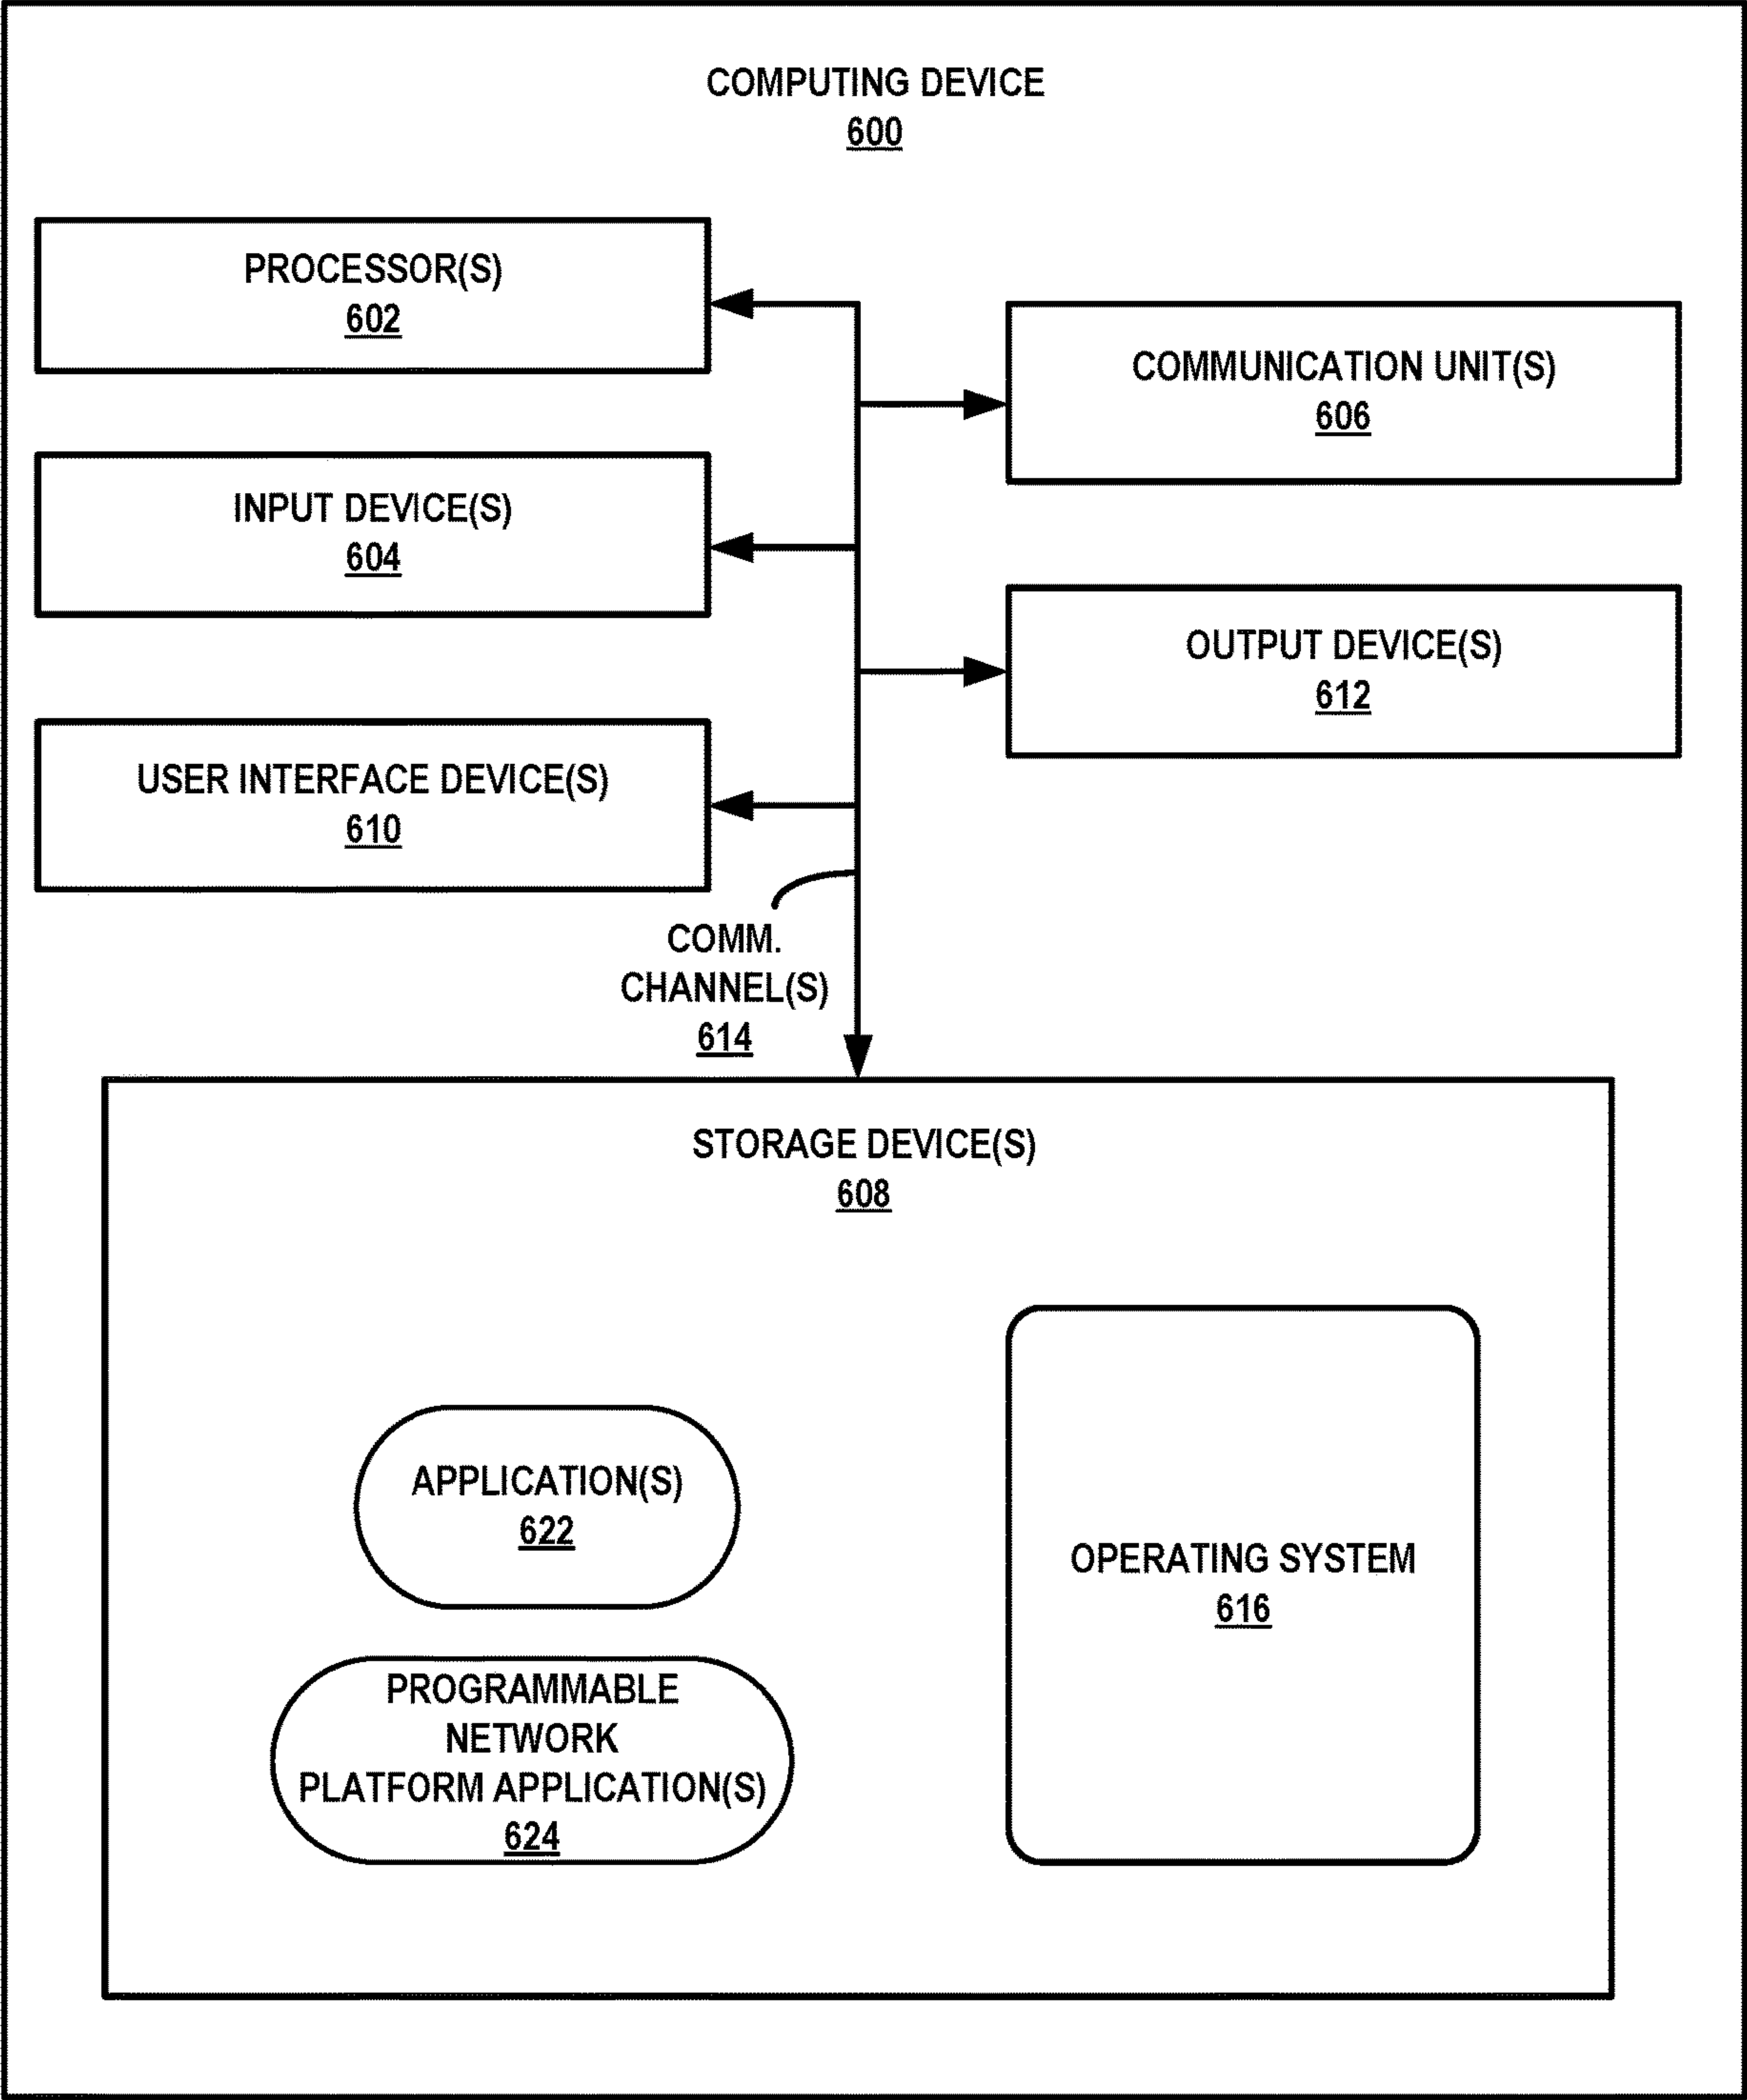 COMPUTING DEVICE
600
PROCESSOR(S)
602
COMMUNICATION UNIT(S)
606
INPUT DEVICE(S)
604
OUTPUT DEVICE(S)
612
USER INTERFACE DEVICE(S)
610
COMM.
CHANNEL(S)
614
STORAGE DEVICE(S)
608
APPLICATION(S)
622
OPERATING SYSTEM
616
PROGRAMMABLE
NETWORK
PLATFORM APPLICATION(S)
624